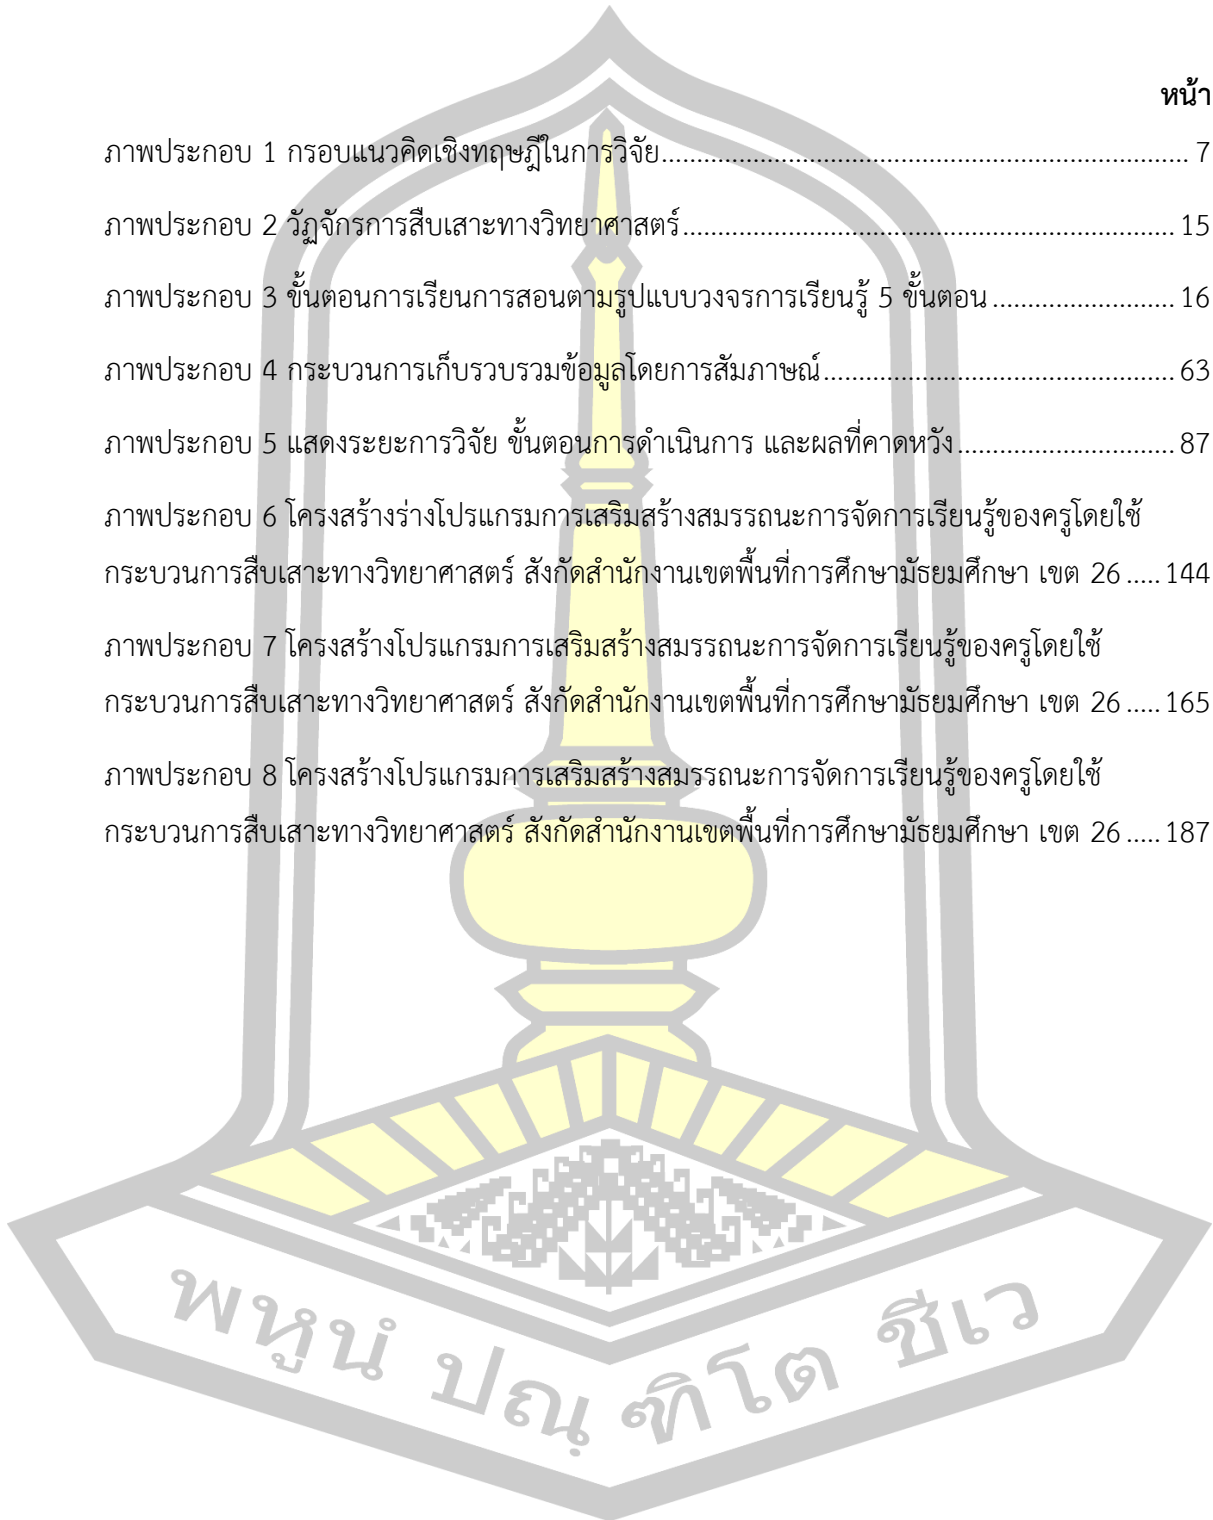 หน้า
ภาพประกอบ 1 กรอบแนวคิดเชิงทฤษฎีในการวิจัย.......................................................................................... 7
ภาพประกอบ 2 วัฏจักรการสืบเสาะทางวิทยาศาสตร์..................................................................................... 15
ภาพประกอบ 3 ขั้นตอนการเรียนการสอนตามรูปแบบวงจรการเรียนรู้ 5 ขั้นตอน ............................... 16
ภาพประกอบ 4 กระบวนการเก็บรวบรวมข้อมูลโดยการสัมภาษณ์............................................................ 63
ภาพประกอบ 5 แสดงระยะการวิจัย ขั้นตอนการดำเนินการ และผลที่คาดหวัง..................................... 87
ภาพประกอบ 6 โครงสร้างร่างโปรแกรมการเสริมสร้างสมรรถนะการจัดการเรียนรู้ของครูโดยใช้
กระบวนการสืบเสาะทางวิทยาศาสตร์ สังกัดสำนักงานเขตพื้นที่การศึกษามัธยมศึกษา เขต 26 ..... 144
ภาพประกอบ 7 โครงสร้างโปรแกรมการเสริมสร้างสมรรถนะการจัดการเรียนรู้ของครูโดยใช้
กระบวนการสืบเสาะทางวิทยาศาสตร์ สังกัดสำนักงานเขตพื้นที่การศึกษามัธยมศึกษา เขต 26 ..... 165
ภาพประกอบ 8 โครงสร้างโปรแกรมการเสริมสร้างสมรรถนะการจัดการเรียนรู้ของครูโดยใช้
กระบวนการสืบเสาะทางวิทยาศาสตร์ สังกัดสำนักงานเขตพื้นที่การศึกษามัธยมศึกษา เขต 26 ..... 187
พหูนํ ปณฺ ฑิโต ชีเว